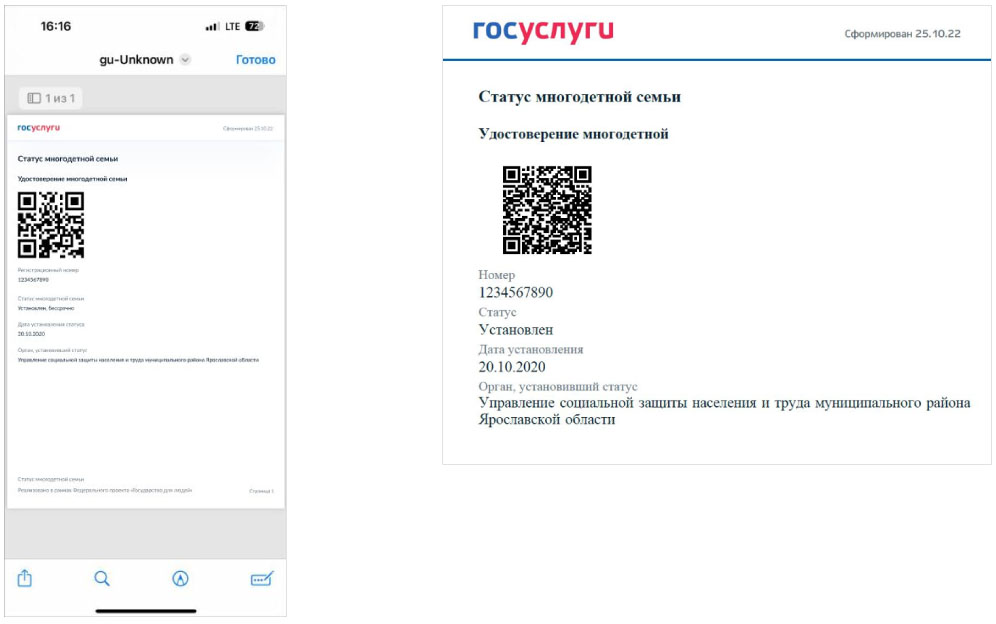 16:16
LTE 72
gu-Unknown
Готово
1 из 1
госуслуги
Сформирован 25.10.22
Статус многодетной семьи
Удостоверение многодетной семьи
Регистрационный номер
1234567890
Статус многодетной семьи
Установлен, бессрочно
Дата установления статуса
20.10.2020
Орган, установивший статус
Управление социальной защиты населения и труда муниципального района Ярославской области
Статус многодетной семьи
Реализовано в рамках Федерального проекта «Государство для людей»
Страница 1
госуслуги
Сформирован 25.10.22
Статус многодетной семьи
Удостоверение многодетной
Номер
1234567890
Статус
Установлен
Дата установления
20.10.2020
Орган, установивший статус
Управление социальной защиты населения и труда муниципального района
Ярославской области